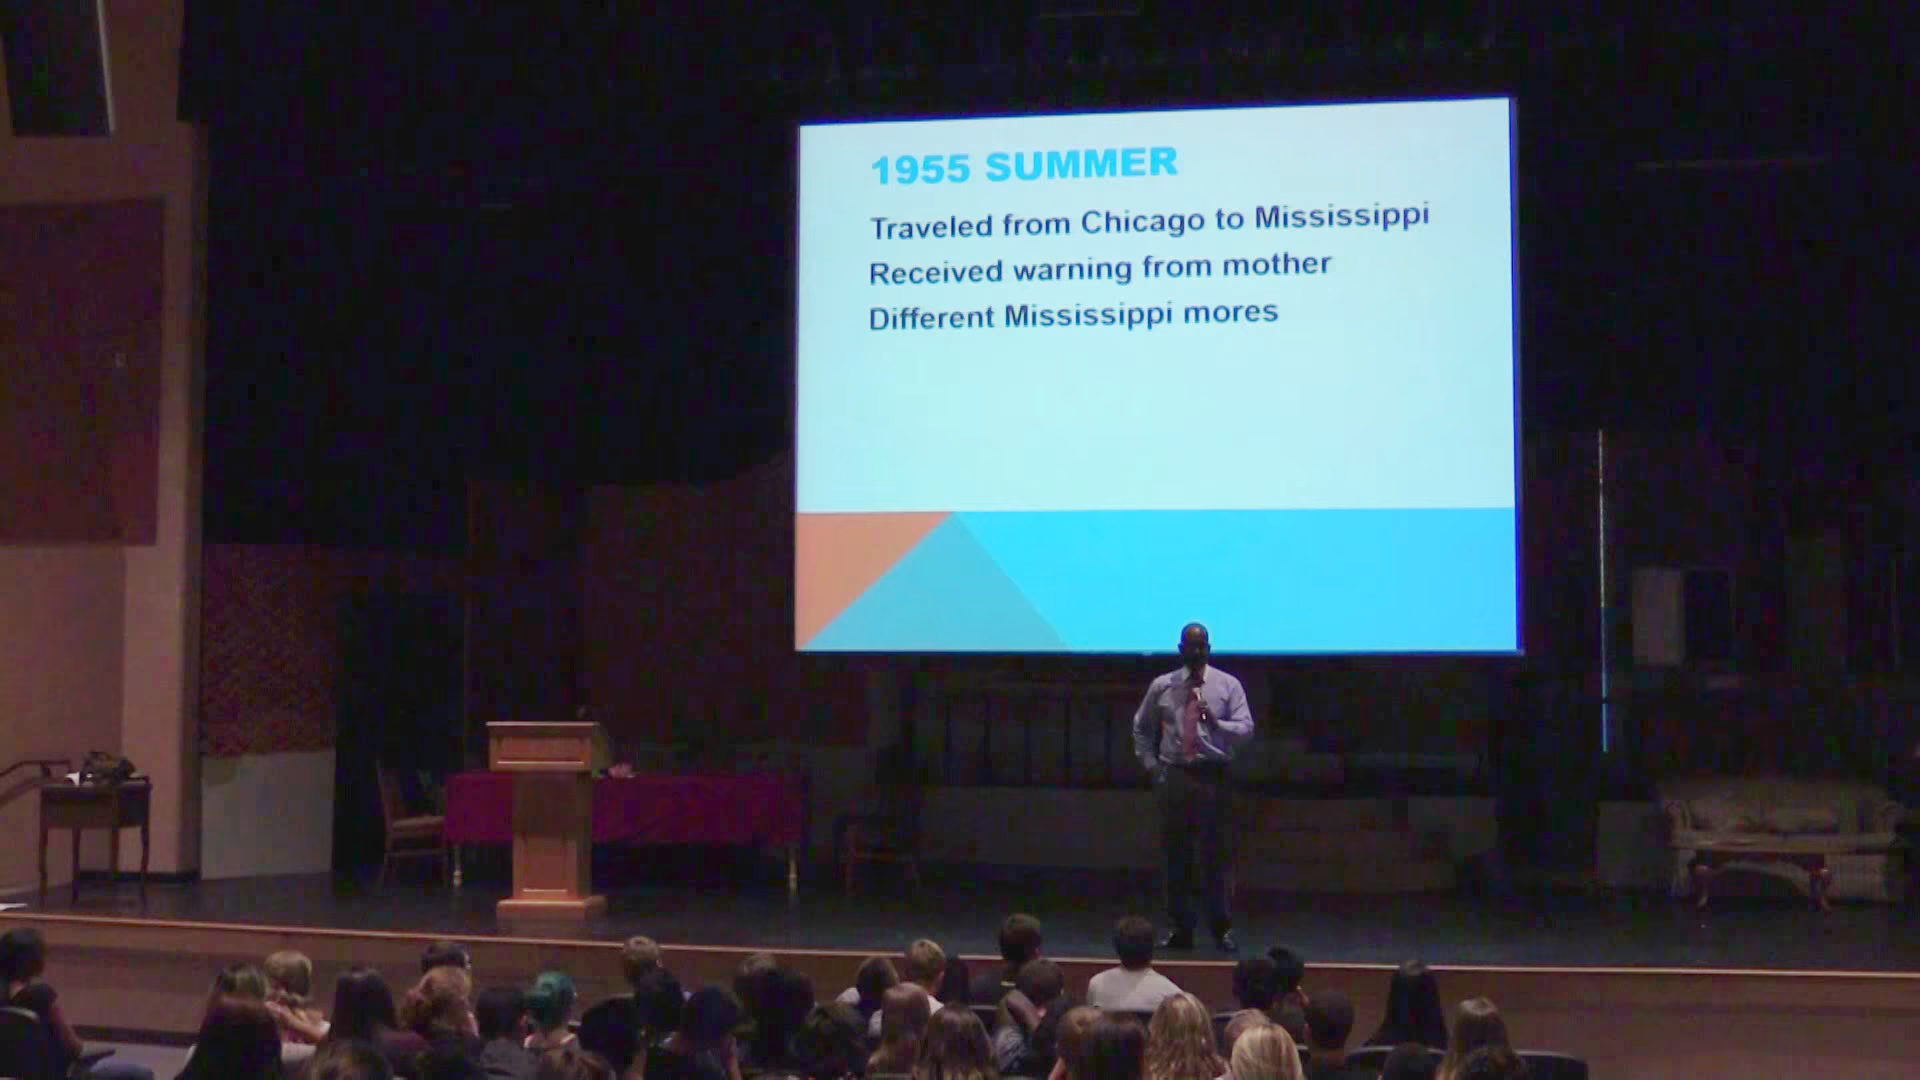 1955 SUMMER
Traveled from Chicago to Mississippi
Received warning from mother
Different Mississippi mores